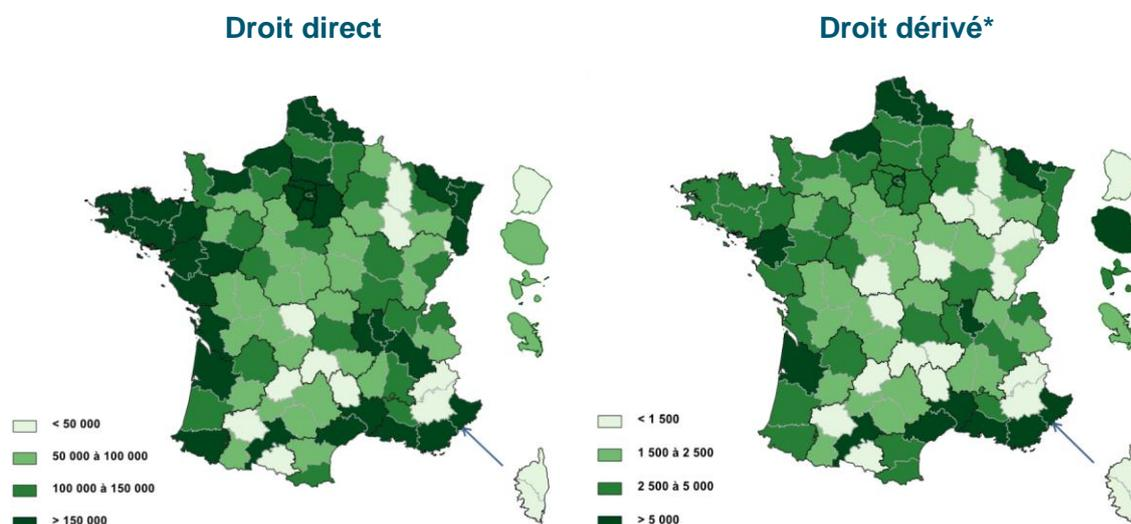 Droit direct
Droit dérivé*
< 50 000
50 000 à 100 000
100 000 à 150 000
> 150 000
< 1 500
1 500 à 2 500
2 500 à 5 000
> 5 000